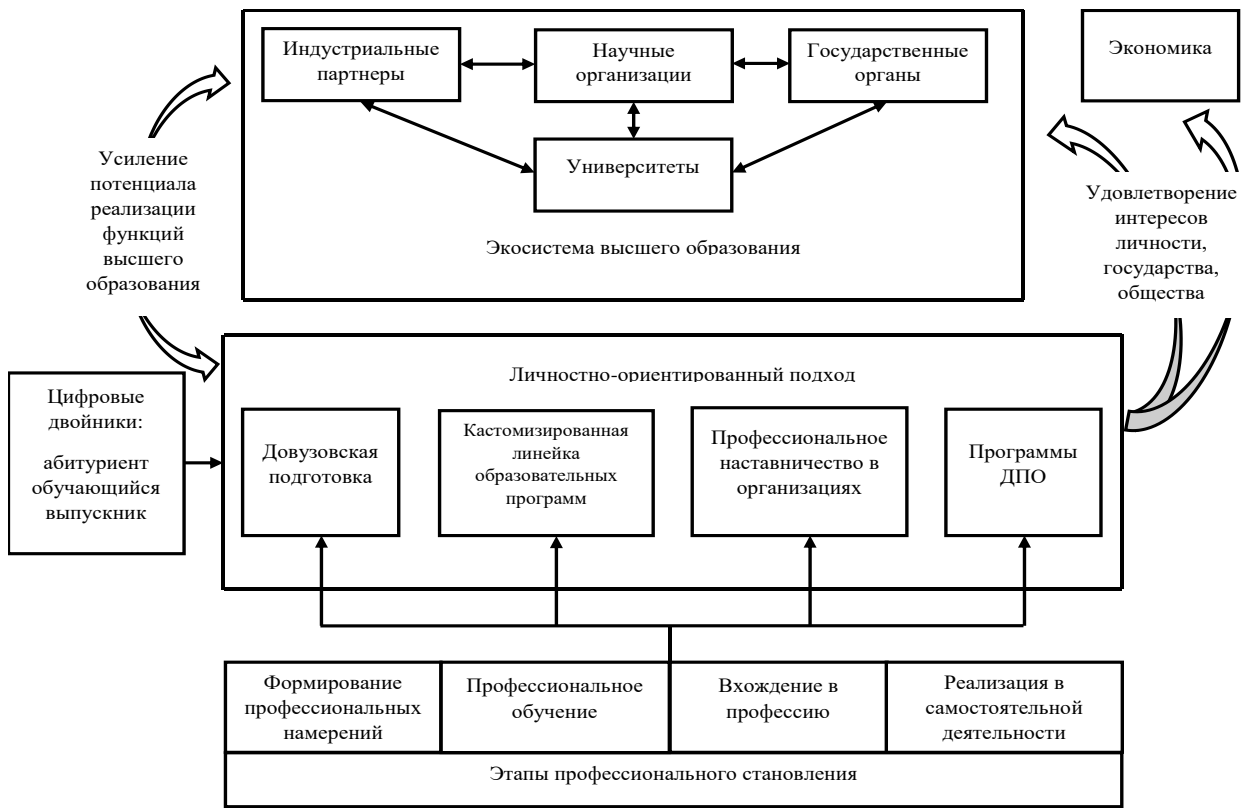 Индустриальные
партнеры
Научные
организации
Государственные
органы
Экономика
Университеты
Экосистема высшего образования
Усиление
потенциала
реализации
функций
высшего
образования
Удовлетворение
интересов
личности,
государства,
общества
Личностно-ориентированный подход
Цифровые
двойники:
абитуриент
обучающийся
выпускник
Довузовская
подготовка
Кастомизированная
линейка
образовательных
программ
Профессиональное
наставничество в
организациях
Программы
ДПО
Формирование
профессиональных
намерений
Профессиональное
обучение
Вхождение в
профессию
Реализация в
самостоятельной
деятельности
Этапы профессионального становления